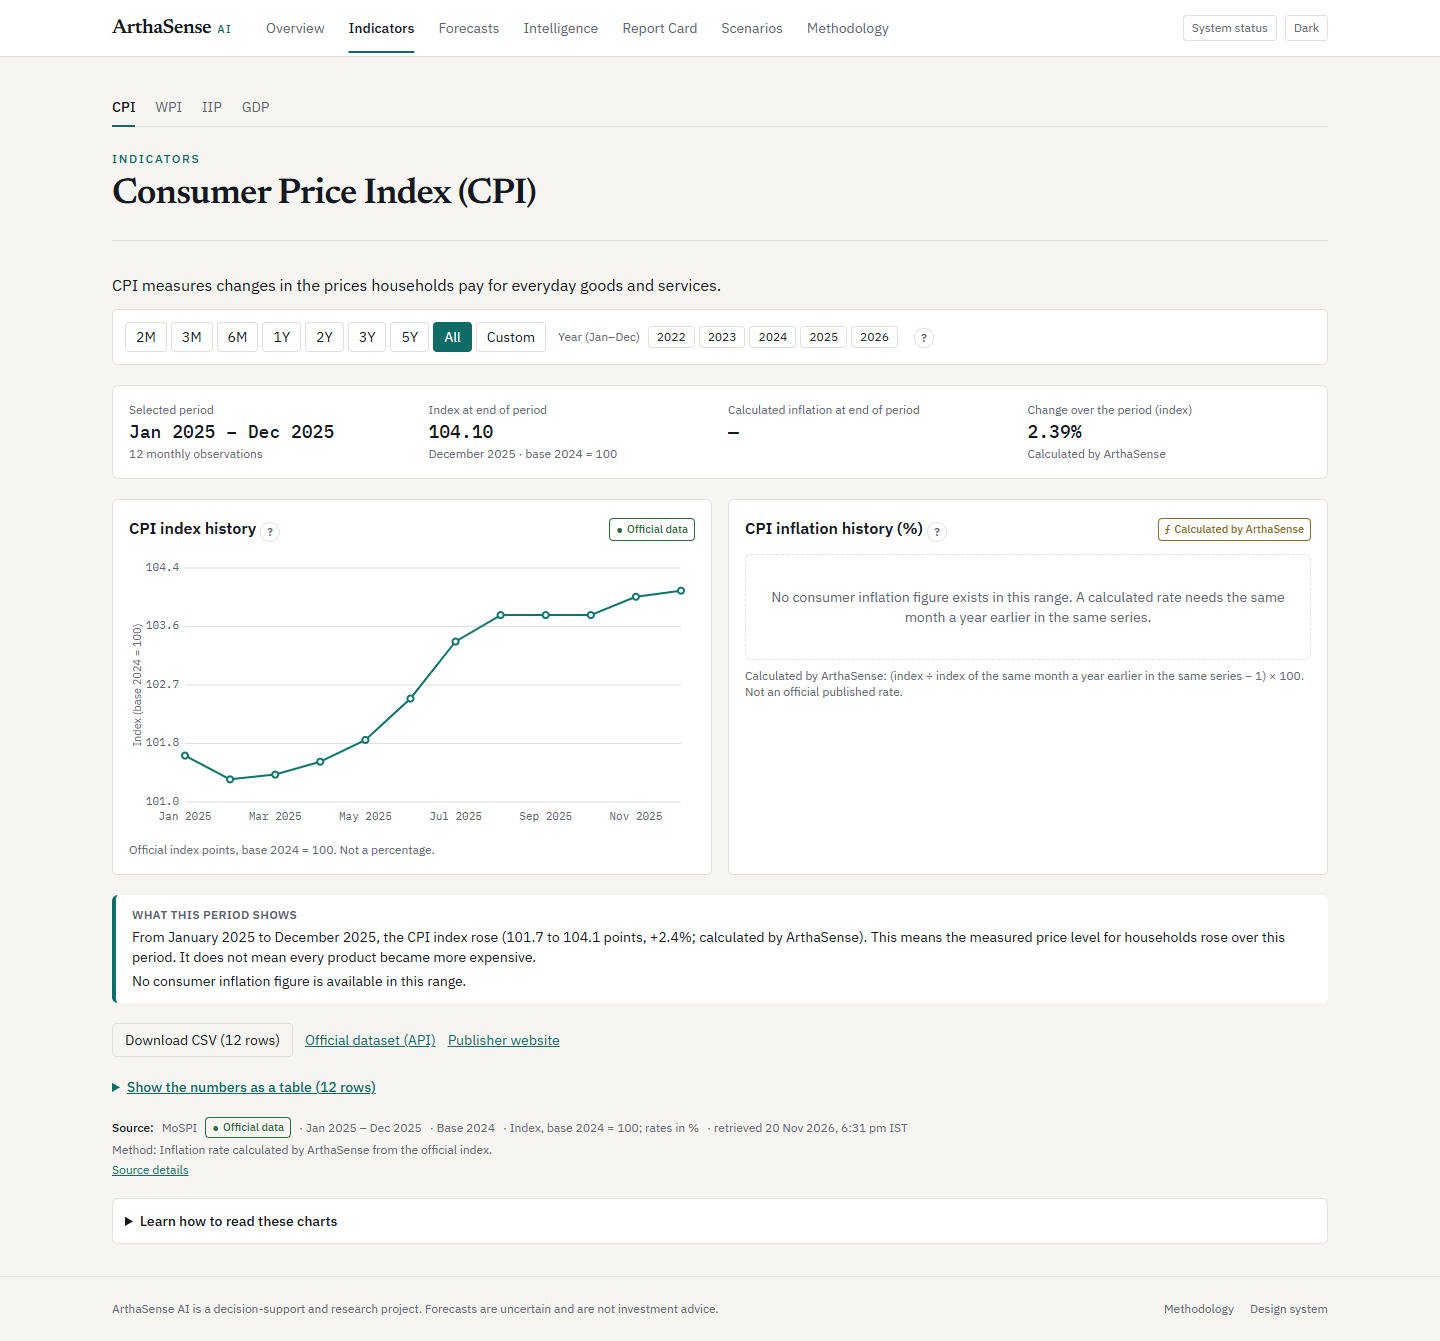 ArthaSense AI Overview Indicators Forecasts Intelligence Report Card Scenarios Methodology System status Dark
CPI WPI IIP GDP
INDICATORS
Consumer Price Index (CPI)
CPI measures changes in the prices households pay for everyday goods and services.
2M 3M 6M 1Y 2Y 3Y 5Y All Custom Year (Jan–Dec) 2022 2023 2024 2025 2026 ?
Selected period
Jan 2025 – Dec 2025
12 monthly observations
Index at end of period
104.10
December 2025 · base 2024 = 100
Calculated inflation at end of period
—
Change over the period (index)
2.39%
Calculated by ArthaSense
CPI index history ? ● Official data
Index (base 2024 = 100)
104.4
103.6
102.7
101.8
101.0
Jan 2025 Mar 2025 May 2025 Jul 2025 Sep 2025 Nov 2025
Official index points, base 2024 = 100. Not a percentage.
CPI inflation history (%) ? ƒ Calculated by ArthaSense
No consumer inflation figure exists in this range. A calculated rate needs the same
month a year earlier in the same series.
Calculated by ArthaSense: (index ÷ index of the same month a year earlier in the same series − 1) × 100.
Not an official published rate.
WHAT THIS PERIOD SHOWS
From January 2025 to December 2025, the CPI index rose (101.7 to 104.1 points, +2.4%; calculated by ArthaSense). This means the measured price level for households rose over this
period. It does not mean every product became more expensive.
No consumer inflation figure is available in this range.
Download CSV (12 rows) Official dataset (API) Publisher website
▶ Show the numbers as a table (12 rows)
Source: MoSPI ● Official data · Jan 2025 – Dec 2025 · Base 2024 · Index, base 2024 = 100; rates in % · retrieved 20 Nov 2026, 6:31 pm IST
Method: Inflation rate calculated by ArthaSense from the official index.
Source details
▶ Learn how to read these charts
ArthaSense AI is a decision-support and research project. Forecasts are uncertain and are not investment advice. Methodology Design system